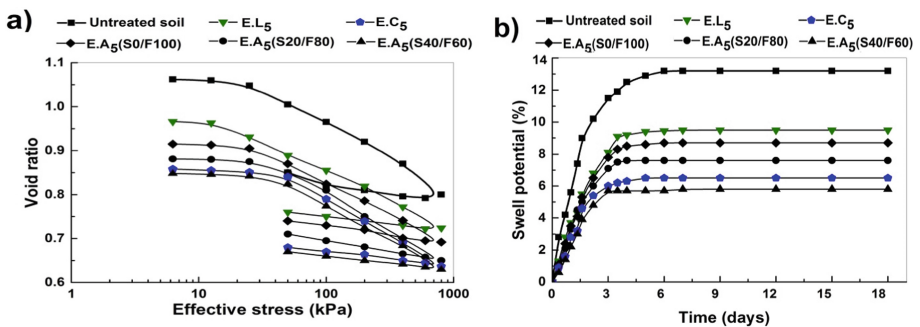 a)
Untreated soil E.L5 E.C5
E.A5(S0/F100) E.A5(S20/F80) E.A5(S40/F60)
1.1
1.0
0.9
0.8
0.7
0.6
Void ratio
1 10 100 1000
Effective stress (kPa)
b)
Untreated soil E.L5 E.C5
E.A5(S0/F100) E.A5(S20/F80) E.A5(S40/F60)
14
12
10
8
6
4
2
0
Swell potential (%)
0 3 6 9 12 15 18
Time (days)